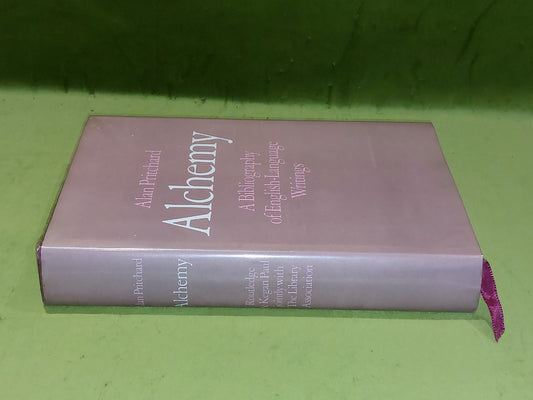 Alan Pritchard
Alchemy
A Bibliography
of English-Language
Writings
Alan Pritchard
Alchemy
Routledge
& Kegan Paul
jointly with
The Library
Association